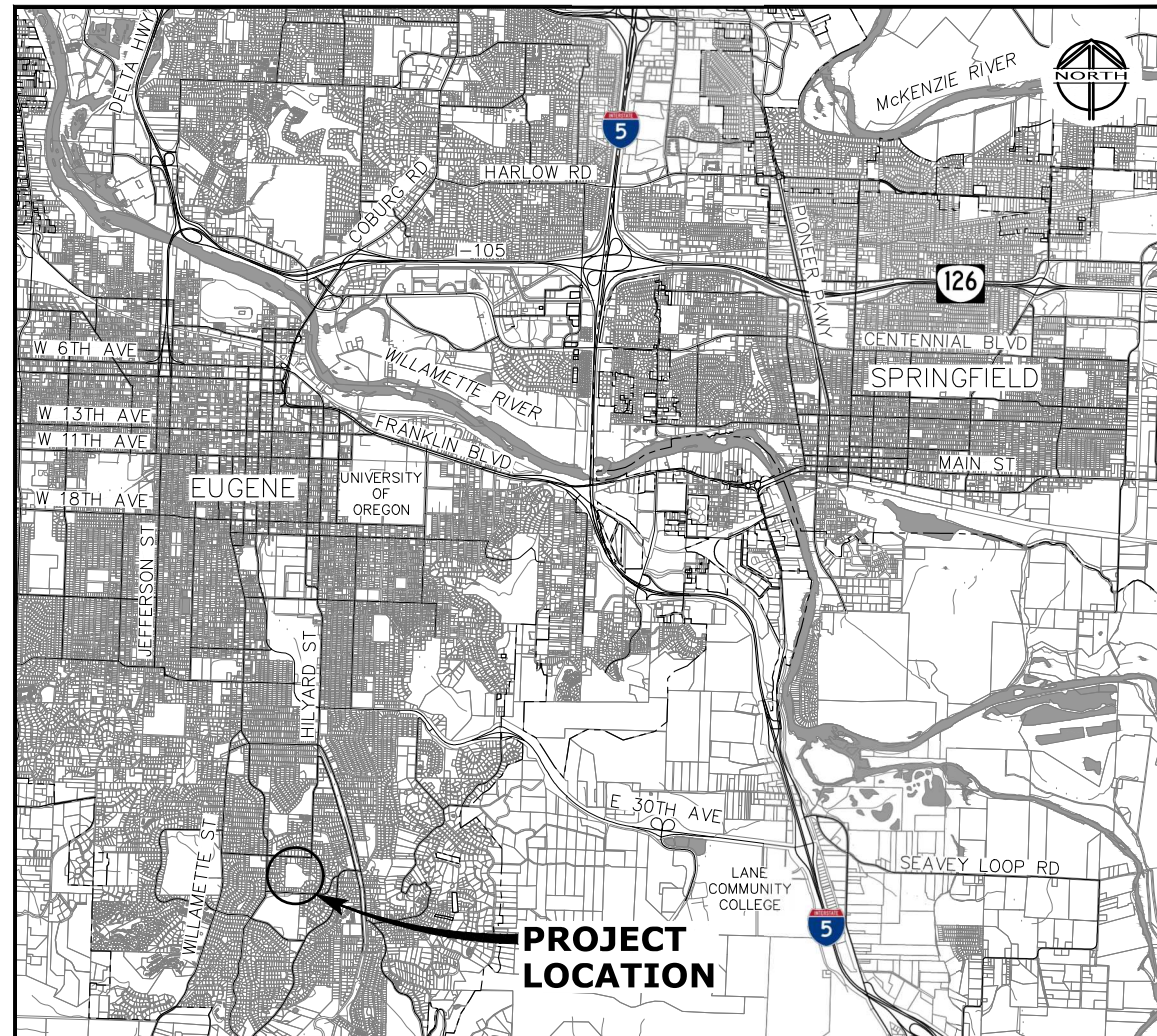 DELTA HWY
McKENZIE RIVER
NORTH
INTERSTATE
5
HARLOW RD
COBURG RD
-105
PIONEER PKWY
126
W 6TH AVE
CENTENNIAL BLVD
WILLAMETTE RIVER
SPRINGFIELD
W 13TH AVE
FRANKLIN BLVD
W 11TH AVE
MAIN ST
EUGENE
UNIVERSITY
OF
OREGON
W 18TH AVE
JEFFERSON ST
HILYARD ST
E 30TH AVE
SEAVEY LOOP RD
LANE
COMMUNITY
COLLEGE
WILLAMETTE ST
INTERSTATE
5
PROJECT
LOCATION